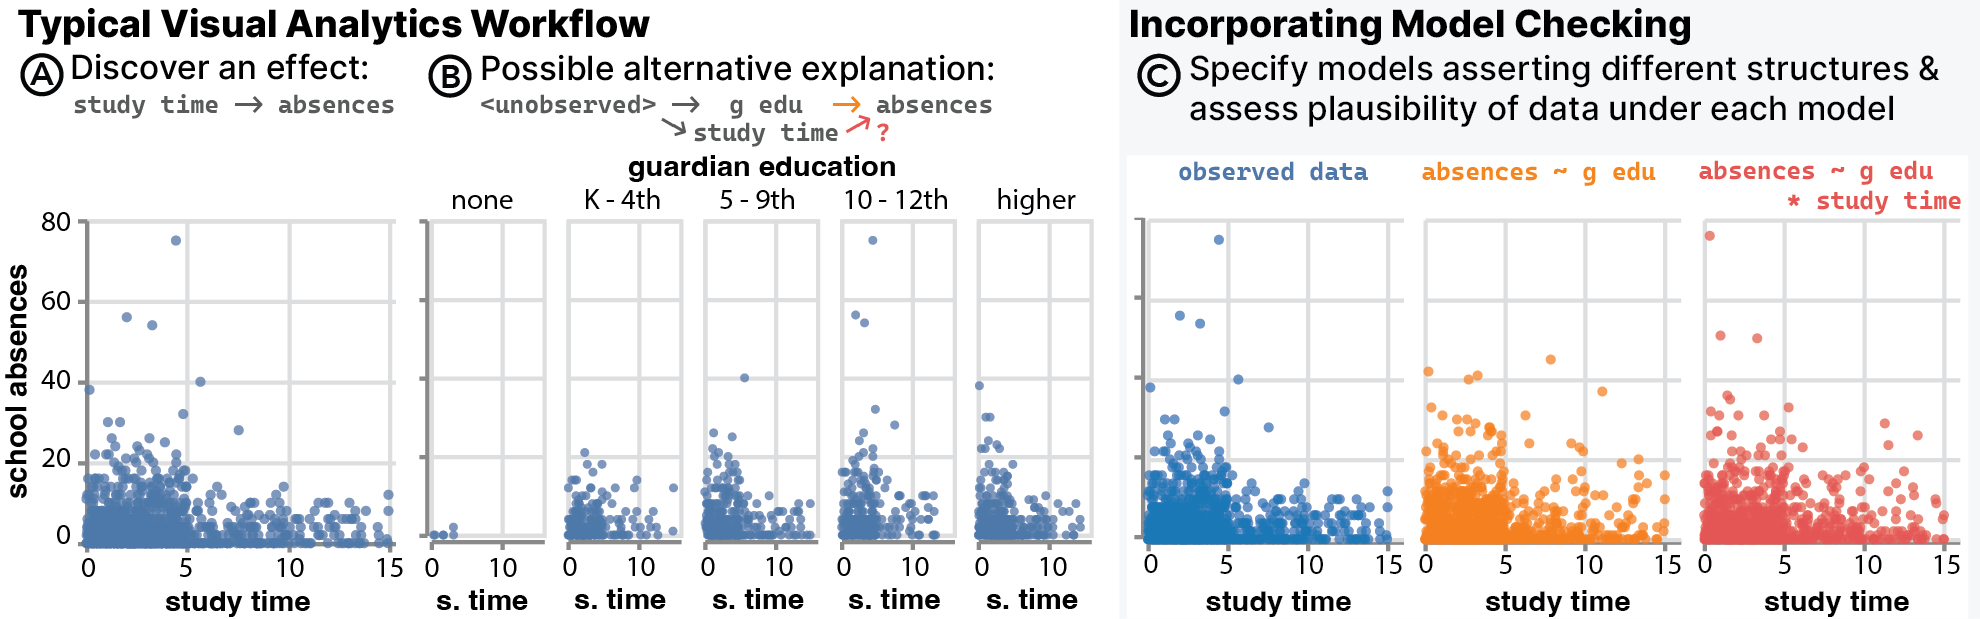 Typical Visual Analytics Workflow
A Discover an effect:
study time → absences
B Possible alternative explanation:
<unobserved> → g edu → absences
↘ study time ↗ ?
guardian education
none K - 4th 5 - 9th 10 - 12th higher
school absences
80
60
40
20
0
0 5 10 15
study time
0 10
s. time
0 10
s. time
0 10
s. time
0 10
s. time
0 10
s. time
Incorporating Model Checking
C Specify models asserting different structures &
assess plausibility of data under each model
observed data
absences ~ g edu
absences ~ g edu
* study time
0 5 10 15
study time
0 5 10 15
study time
0 5 10 15
study time